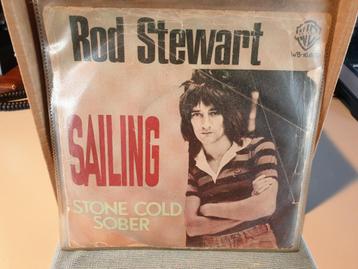 Rod Stewart
SAILING
STONE COLD
SOBER